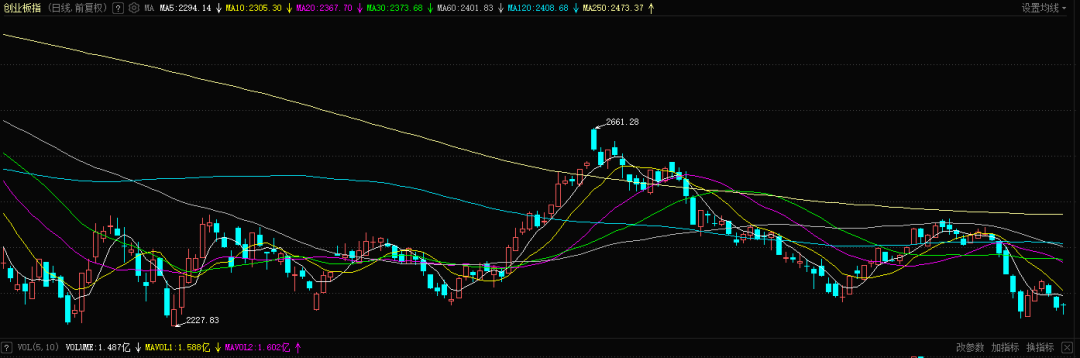 创业板指 (日线.前复权) ? MA MA5:2294.14 ↓ MA10:2305.30 ↓ MA20:2367.70 ↓ MA30:2373.68 ↓ MA60:2401.83 ↓ MA120:2408.68 ↓ MA250:2473.37 ↑ 设置均线
2661.28
2227.83
? VOL(5,10) VOLUME:1.487亿 ↓ MAVOL1:1.588亿 ↓ MAVOL2:1.602亿 ↑ 改参数 加指标 换指标